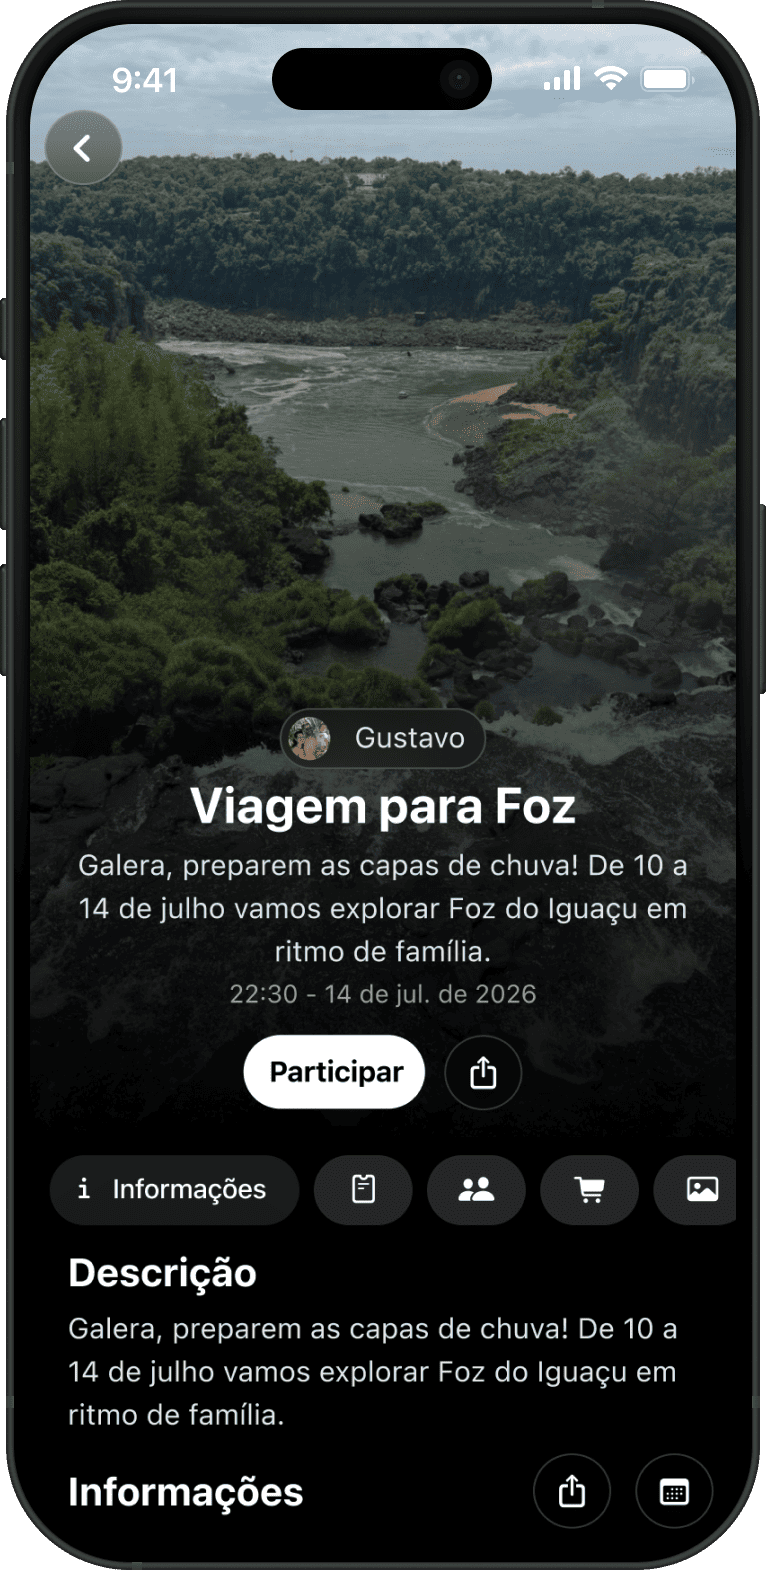 9:41
Gustavo
Viagem para Foz
Galera, preparem as capas de chuva! De 10 a
14 de julho vamos explorar Foz do Iguaçu em
ritmo de família.
22:30 - 14 de jul. de 2026
Participar
i Informações
Descrição
Galera, preparem as capas de chuva! De 10 a
14 de julho vamos explorar Foz do Iguaçu em
ritmo de família.
Informações